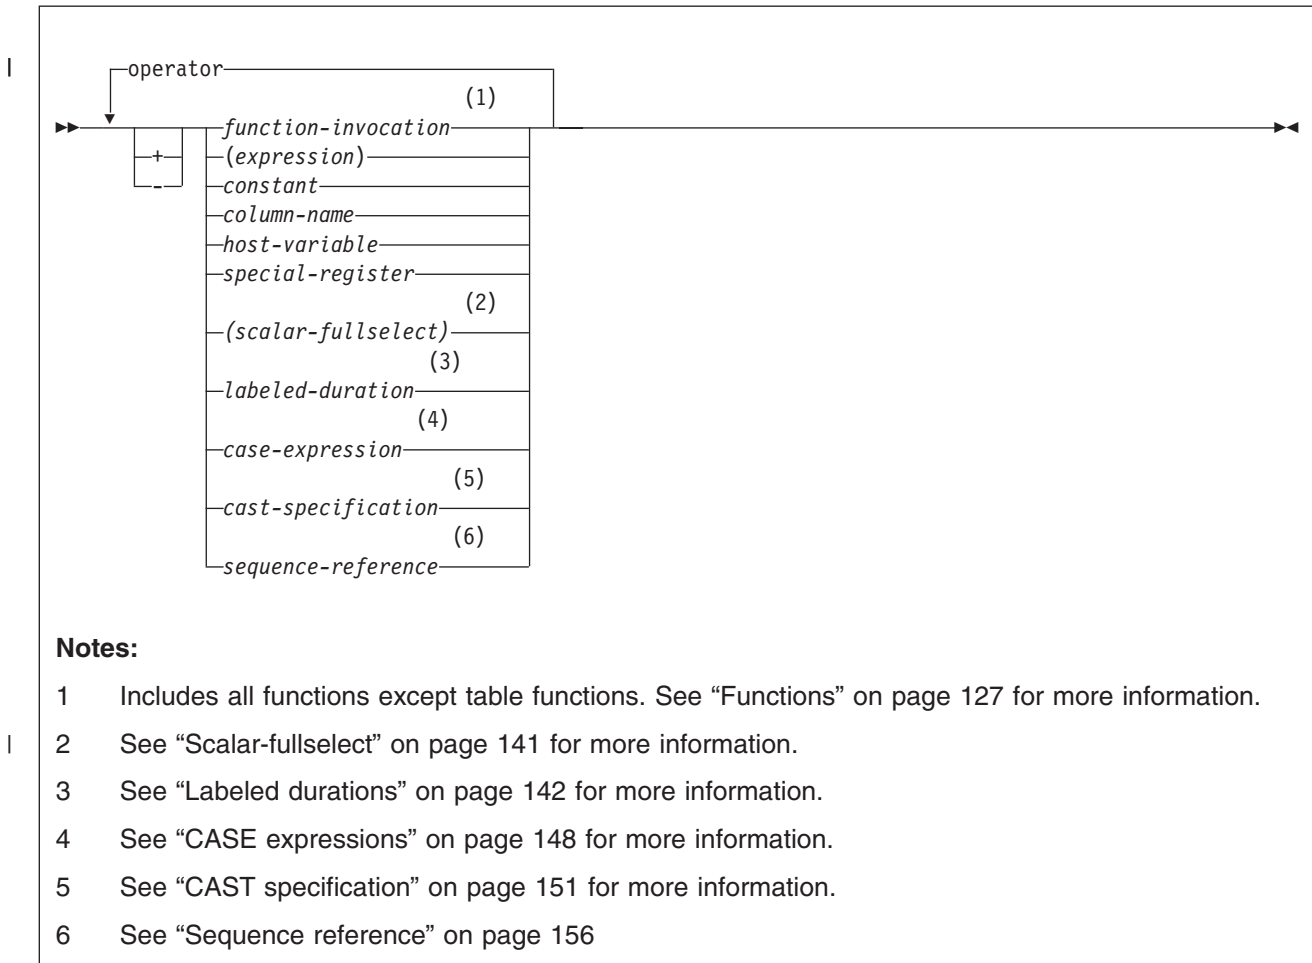 operator
(1)
function-invocation
+ (expression)
- constant
column-name
host-variable
special-register
(2)
(scalar-fullselect)
(3)
labeled-duration
(4)
case-expression
(5)
cast-specification
(6)
sequence-reference
Notes:
1 Includes all functions except table functions. See “Functions” on page 127 for more information.
2 See “Scalar-fullselect” on page 141 for more information.
3 See “Labeled durations” on page 142 for more information.
4 See “CASE expressions” on page 148 for more information.
5 See “CAST specification” on page 151 for more information.
6 See “Sequence reference” on page 156